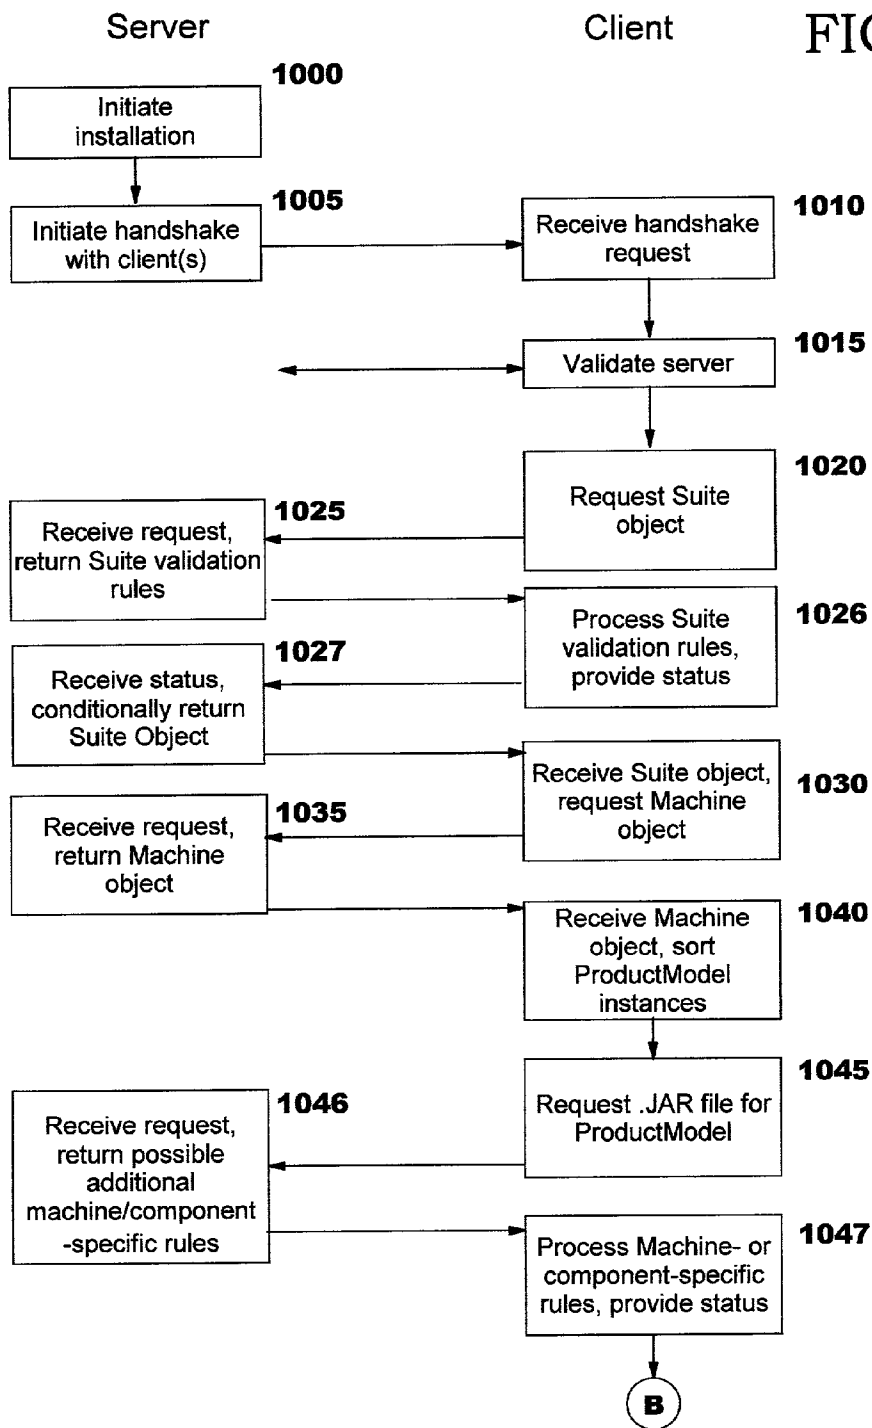 Server
Client
FIG
1000
Initiate
installation
1005
Initiate handshake
with client(s)
1010
Receive handshake
request
1015
Validate server
1020
Request Suite
object
1025
Receive request,
return Suite validation
rules
1026
Process Suite
validation rules,
provide status
1027
Receive status,
conditionally return
Suite Object
1030
Receive Suite object,
request Machine
object
1035
Receive request,
return Machine
object
1040
Receive Machine
object, sort
ProductModel
instances
1045
Request .JAR file for
ProductModel
1046
Receive request,
return possible
additional
machine/component
-specific rules
1047
Process Machine- or
component-specific
rules, provide status
B